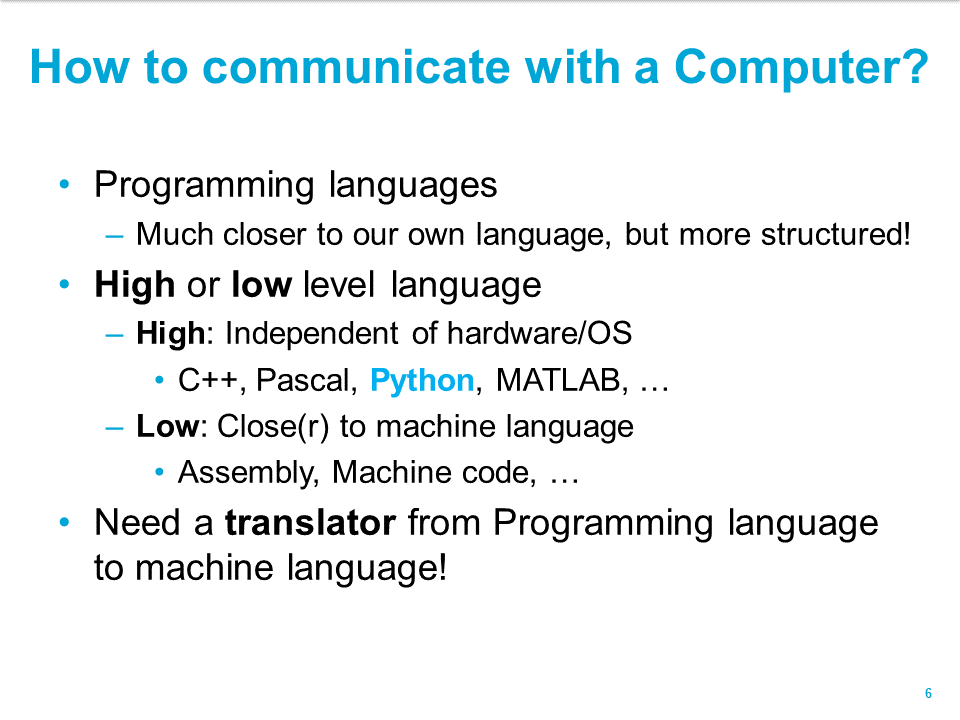 How to communicate with a Computer?
• Programming languages
– Much closer to our own language, but more structured!
• High or low level language
– High: Independent of hardware/OS
• C++, Pascal, Python, MATLAB, …
– Low: Close(r) to machine language
• Assembly, Machine code, …
• Need a translator from Programming language
to machine language!
6